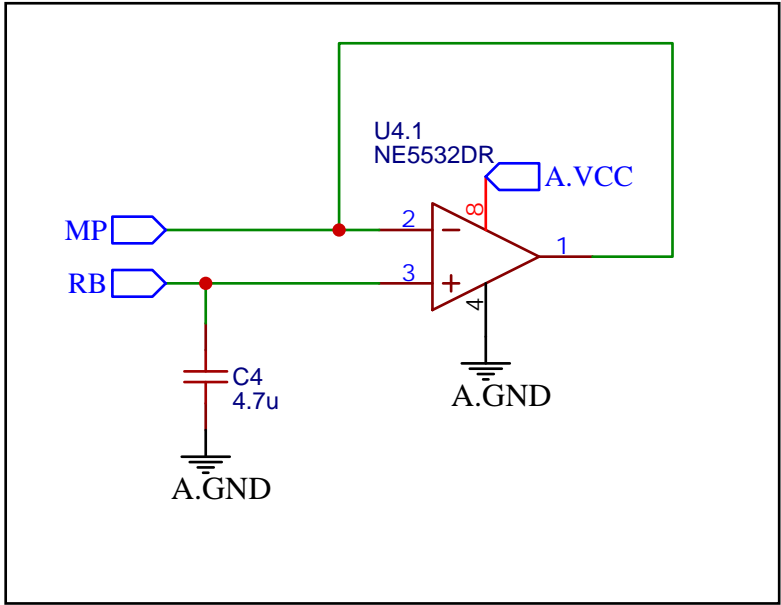 U4.1
NE5532DR
A.VCC
8
MP
2
1
RB
3
4
C4
4.7u
A.GND
A.GND